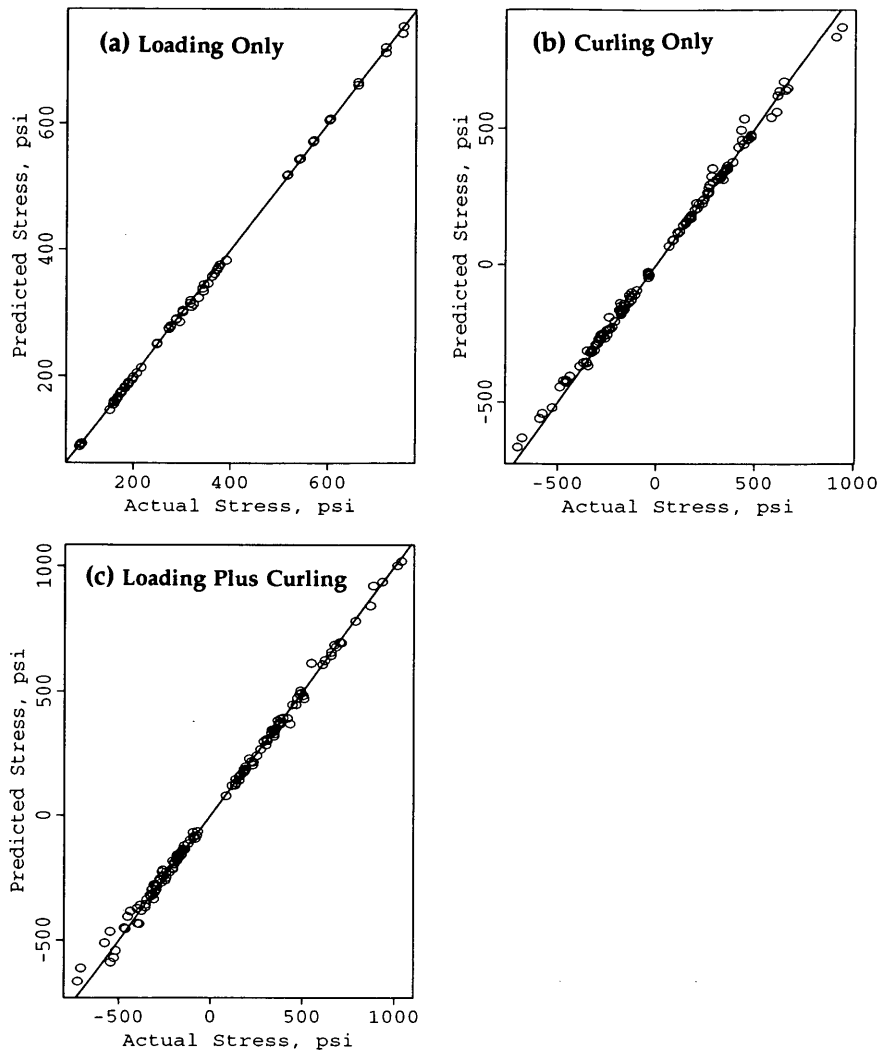 (a) Loading Only
Predicted Stress, psi
600
400
200
200 400 600
Actual Stress, psi
(b) Curling Only
Predicted Stress, psi
500
0
-500
-500 0 500 1000
Actual Stress, psi
(c) Loading Plus Curling
Predicted Stress, psi
1000
500
0
-500
-500 0 500 1000
Actual Stress, psi